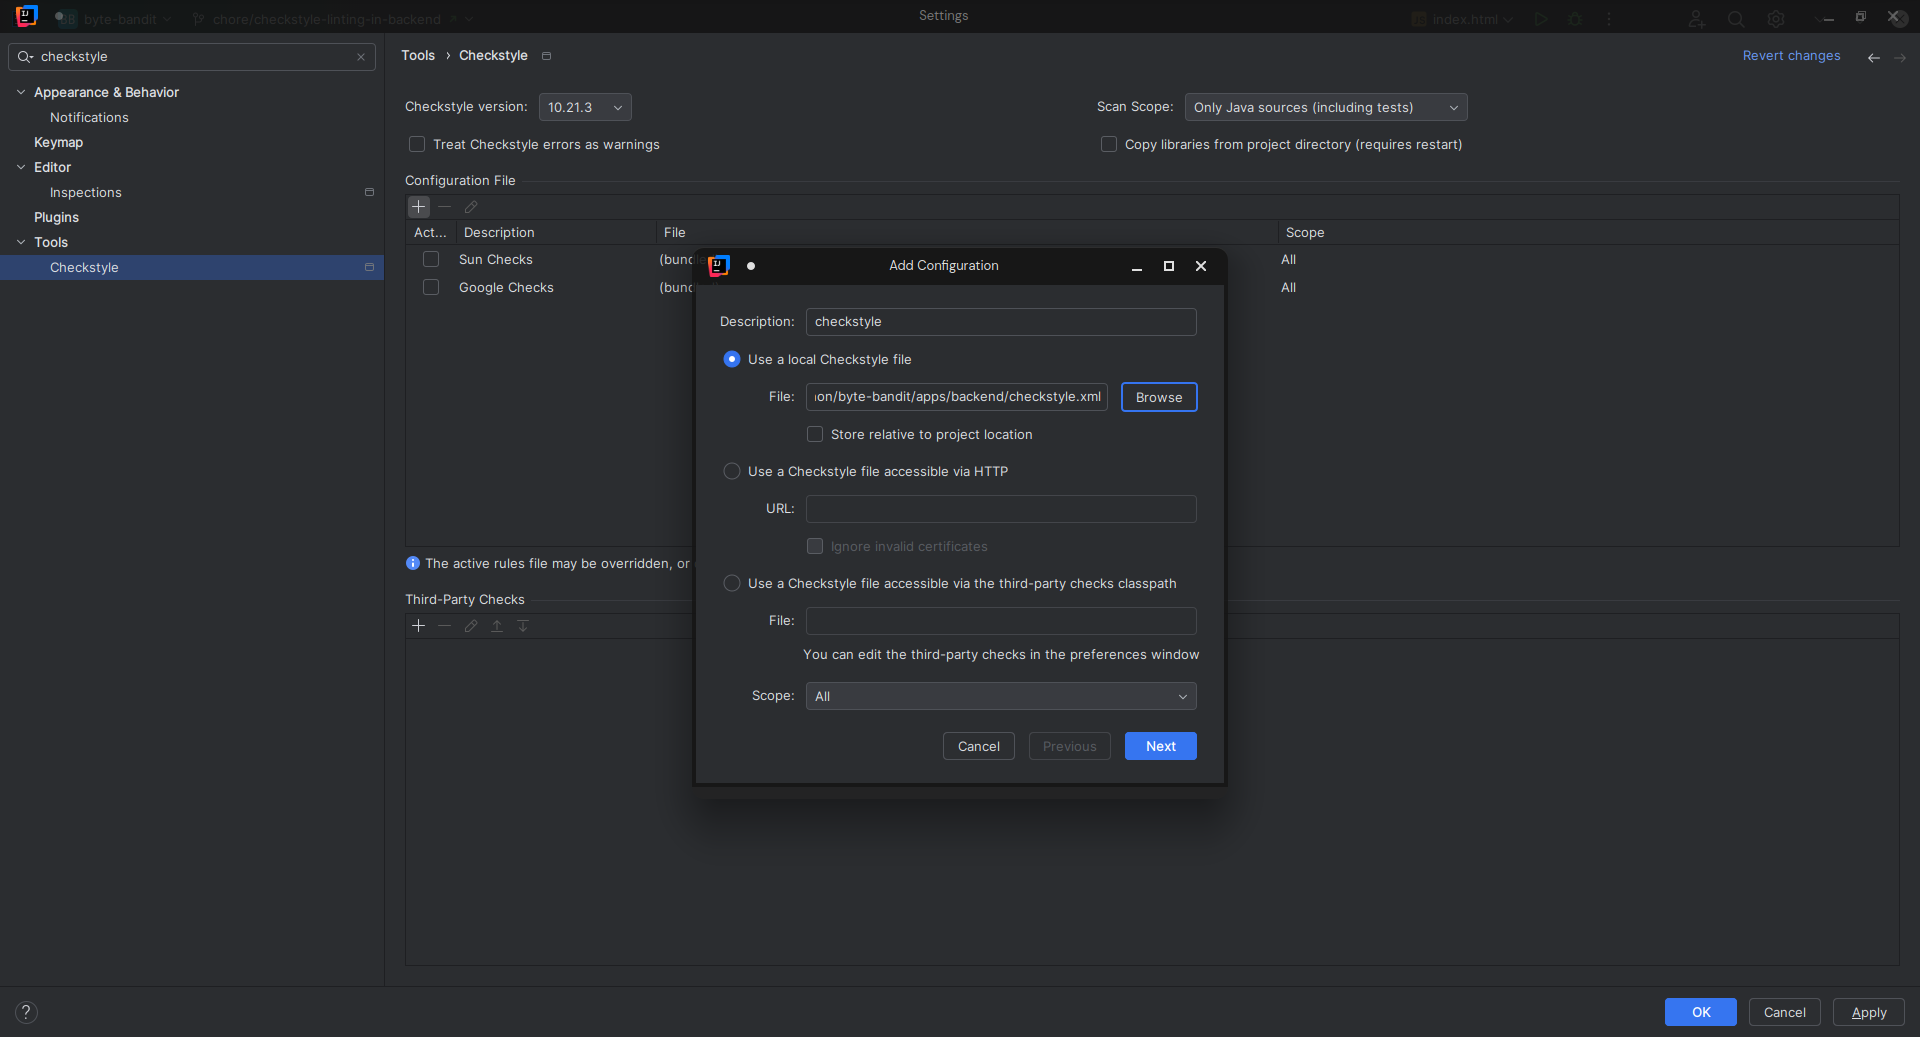 byte-bandit
chore/checkstyle-linting-in-backend
Settings
index.html
checkstyle
Appearance & Behavior
Notifications
Keymap
Editor
Inspections
Plugins
Tools
Checkstyle
Tools › Checkstyle
Revert changes
Checkstyle version: 10.21.3
Scan Scope: Only Java sources (including tests)
Treat Checkstyle errors as warnings
Copy libraries from project directory (requires restart)
Configuration File
Act... Description File Scope
Sun Checks All
Google Checks All
The active rules file may be overridden, or
Third-Party Checks
Add Configuration
Description: checkstyle
Use a local Checkstyle file
File: on/byte-bandit/apps/backend/checkstyle.xml Browse
Store relative to project location
Use a Checkstyle file accessible via HTTP
URL:
Ignore invalid certificates
Use a Checkstyle file accessible via the third-party checks classpath
File:
You can edit the third-party checks in the preferences window
Scope: All
Cancel Previous Next
? OK Cancel Apply